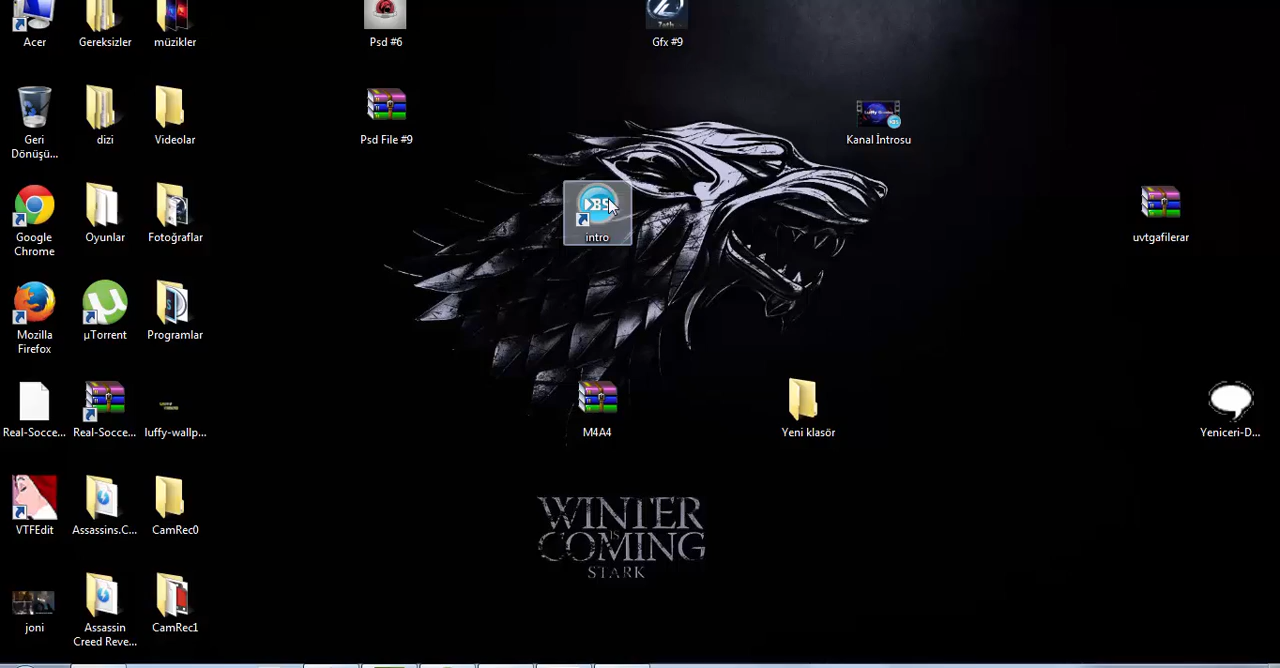 Acer
Gereksizler
müzikler
Psd #6
Gfx #9
Geri
Dönüşü...
dizi
Videolar
Psd File #9
Kanal İntrosu
Google
Chrome
Oyunlar
Fotoğraflar
intro
uvtgafilerar
Mozilla
Firefox
µTorrent
Programlar
Real-Socce...
Real-Socce...
luffy-wallp...
M4A4
Yeni klasör
Yeniceri-D...
VTFEdit
Assassins.C...
CamRec0
WINTER
IS
COMING
STARK
joni
Assassin
Creed Reve...
CamRec1